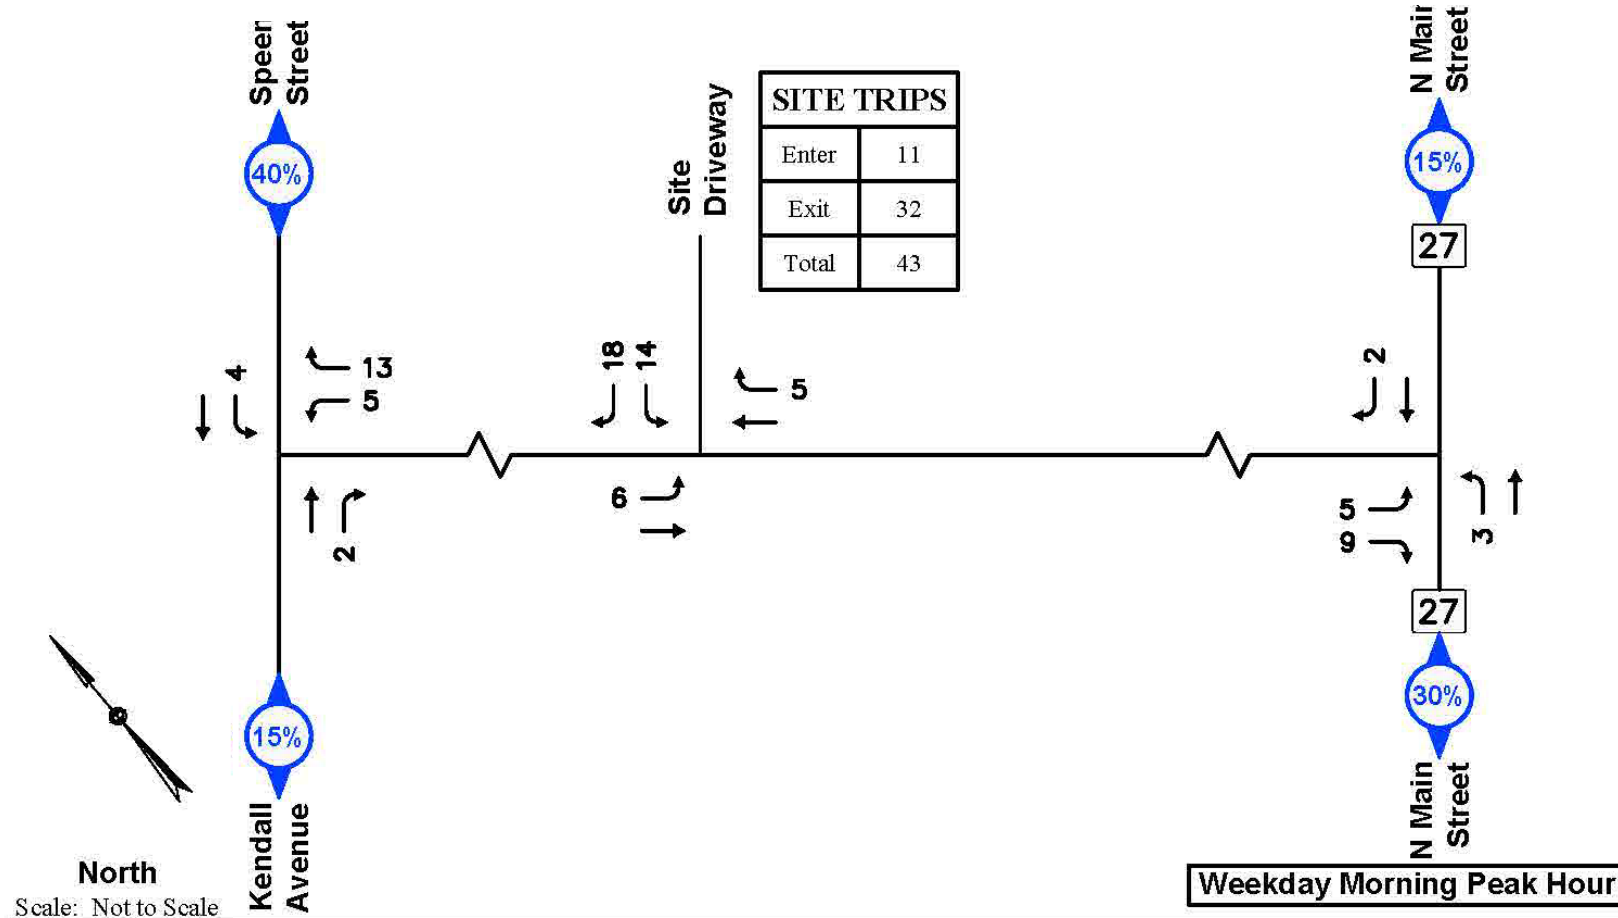 Speen
Street
40%
Site
Driveway
SITE TRIPS
Enter 11
Exit 32
Total 43
N Main
Street
15%
27
4
13
5
18
14
5
2
2
6
5
9
3
27
30%
N Main
Street
15%
Kendall
Avenue
North
Scale: Not to Scale
Weekday Morning Peak Hour